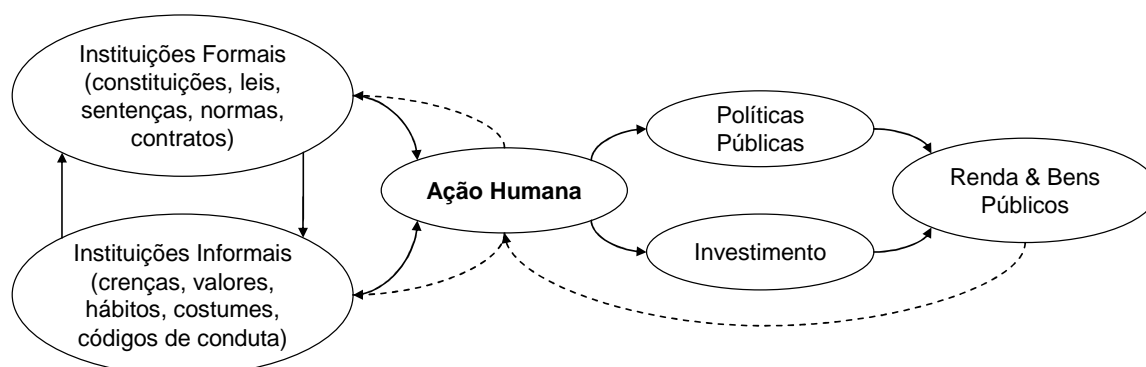 Instituições Formais
(constituições, leis,
sentenças, normas,
contratos)
Instituições Informais
(crenças, valores,
hábitos, costumes,
códigos de conduta)
Ação Humana
Políticas
Públicas
Investimento
Renda & Bens
Públicos